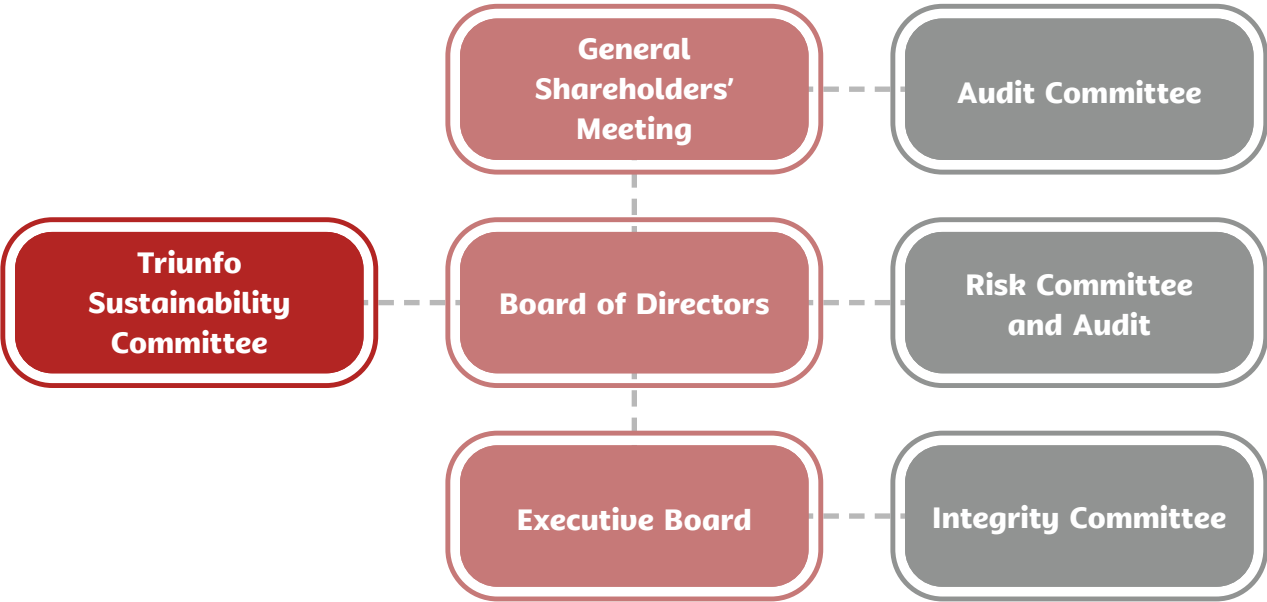 General
Shareholders’
Meeting
Audit Committee
Triunfo
Sustainability
Committee
Board of Directors
Risk Committee
and Audit
Executive Board
Integrity Committee